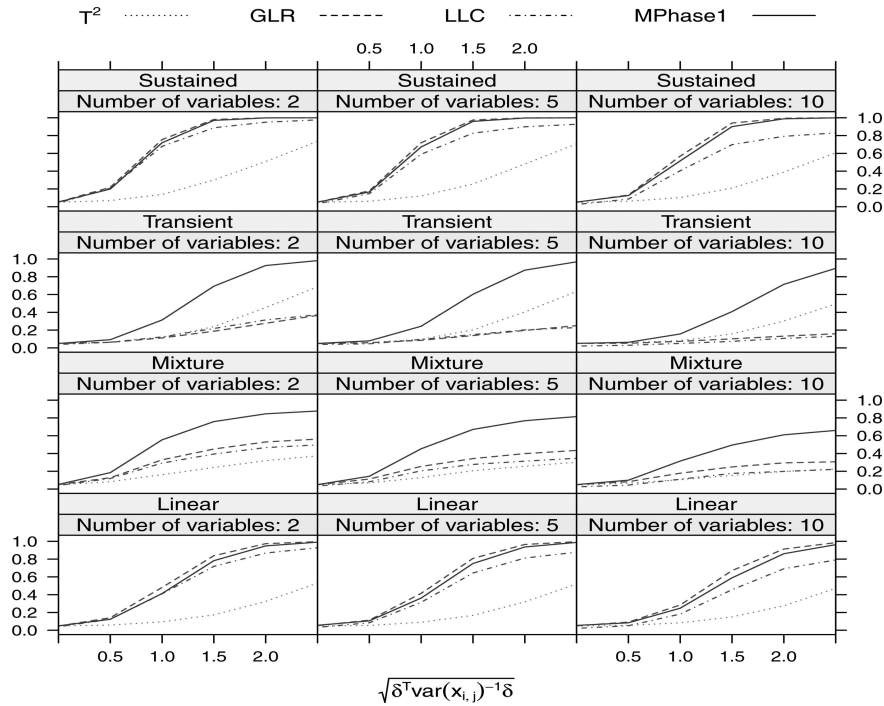 T² GLR LLC MPhase1
0.5 1.0 1.5 2.0
Sustained Sustained Sustained
Number of variables: 2 Number of variables: 5 Number of variables: 10
1.0
0.8
0.6
0.4
0.2
0.0
Transient Transient Transient
Number of variables: 2 Number of variables: 5 Number of variables: 10
1.0
0.8
0.6
0.4
0.2
0.0
Mixture Mixture Mixture
Number of variables: 2 Number of variables: 5 Number of variables: 10
1.0
0.8
0.6
0.4
0.2
0.0
Linear Linear Linear
Number of variables: 2 Number of variables: 5 Number of variables: 10
1.0
0.8
0.6
0.4
0.2
0.0
0.5 1.0 1.5 2.0 0.5 1.0 1.5 2.0
√δᵀvar(xᵢ,ⱼ)⁻¹δ